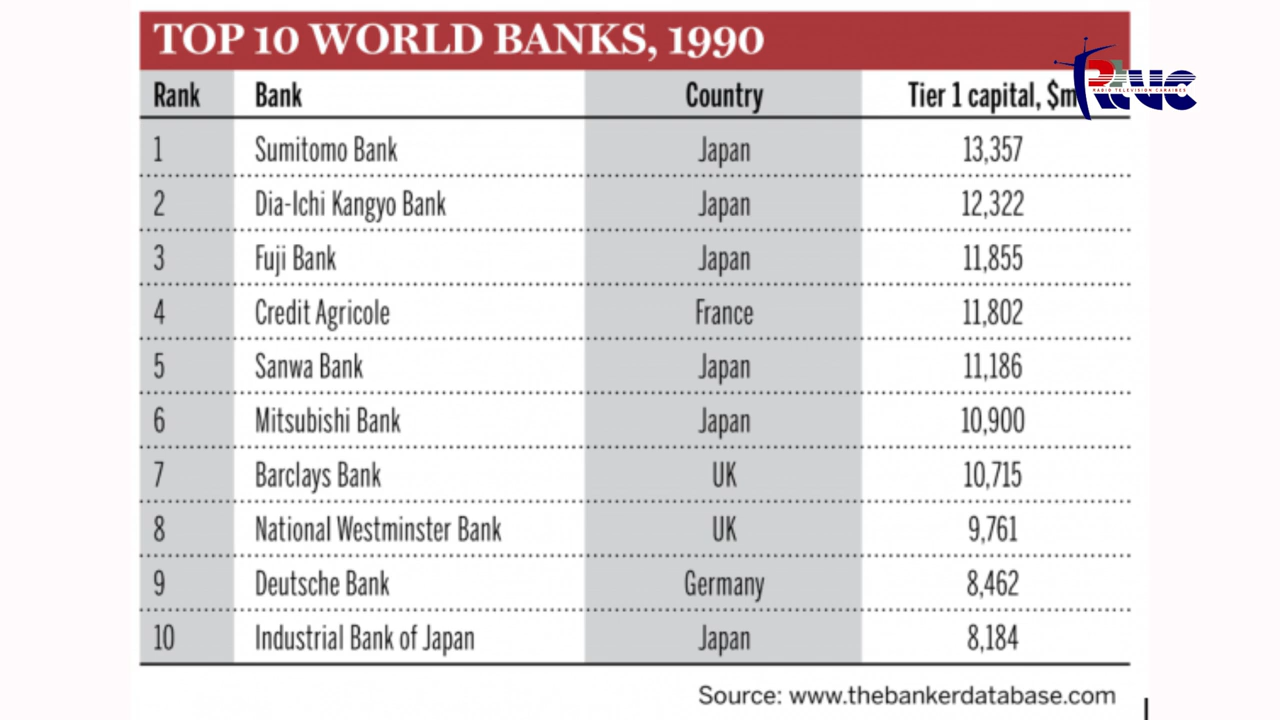 TOP 10 WORLD BANKS, 1990
Rank Bank Country Tier 1 capital, $m
1 Sumitomo Bank Japan 13,357
2 Dia-Ichi Kangyo Bank Japan 12,322
3 Fuji Bank Japan 11,855
4 Credit Agricole France 11,802
5 Sanwa Bank Japan 11,186
6 Mitsubishi Bank Japan 10,900
7 Barclays Bank UK 10,715
8 National Westminster Bank UK 9,761
9 Deutsche Bank Germany 8,462
10 Industrial Bank of Japan Japan 8,184
Source: www.thebankerdatabase.com
RADIO TELEVISION CARAIBES